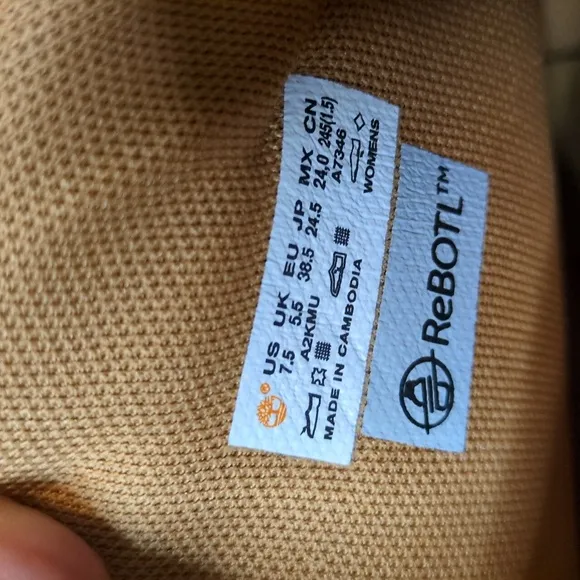 ® US UK EU JP MX CN
7.5 5.5 38.5 24.5 24.0 245(1.5)
A2KMU A7346
MADE IN CAMBODIA WOMENS
ReBOTL™